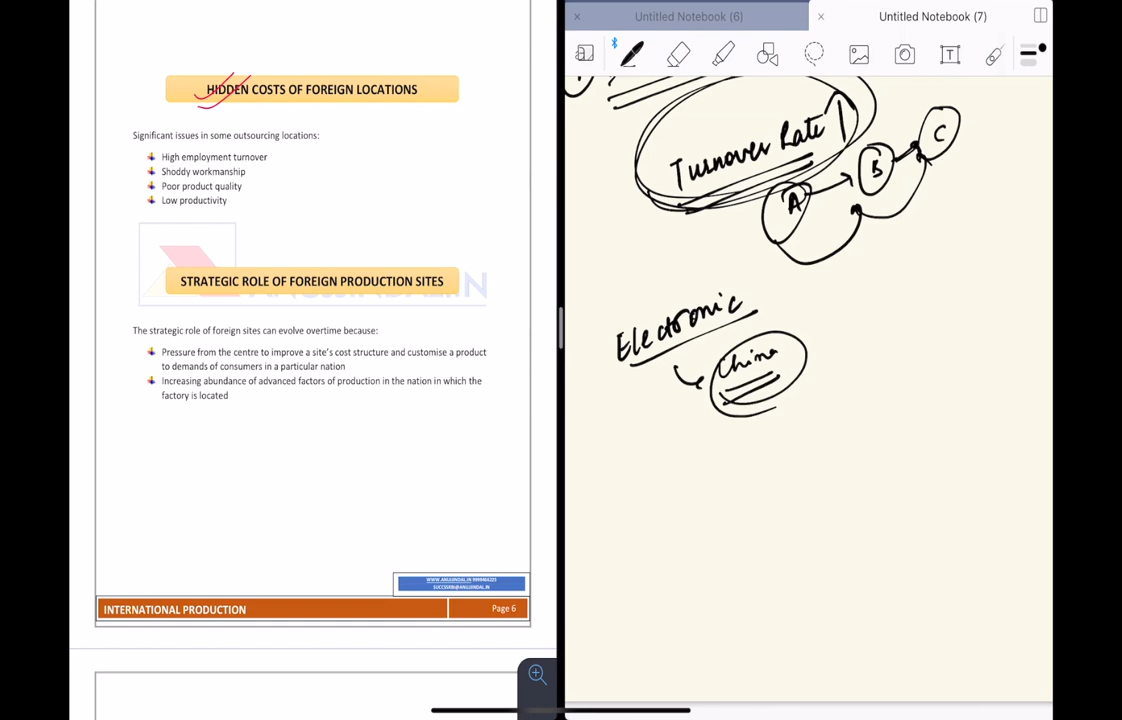 HIDDEN COSTS OF FOREIGN LOCATIONS
Significant issues in some outsourcing locations:
High employment turnover
Shoddy workmanship
Poor product quality
Low productivity
STRATEGIC ROLE OF FOREIGN PRODUCTION SITES
The strategic role of foreign sites can evolve overtime because:
Pressure from the centre to improve a site's cost structure and customise a product
to demands of consumers in a particular nation
Increasing abundance of advanced factors of production in the nation in which the
factory is located
INTERNATIONAL PRODUCTION
Page 6
Untitled Notebook (6)
Untitled Notebook (7)
T
Turnover Rate
A
B
C
Electronic
China